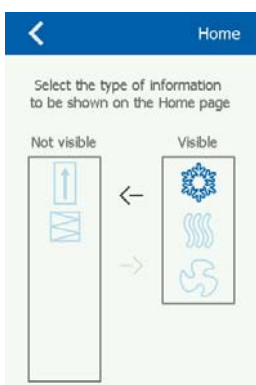 Home
Select the type of information
to be shown on the Home page
Not visible
Visible